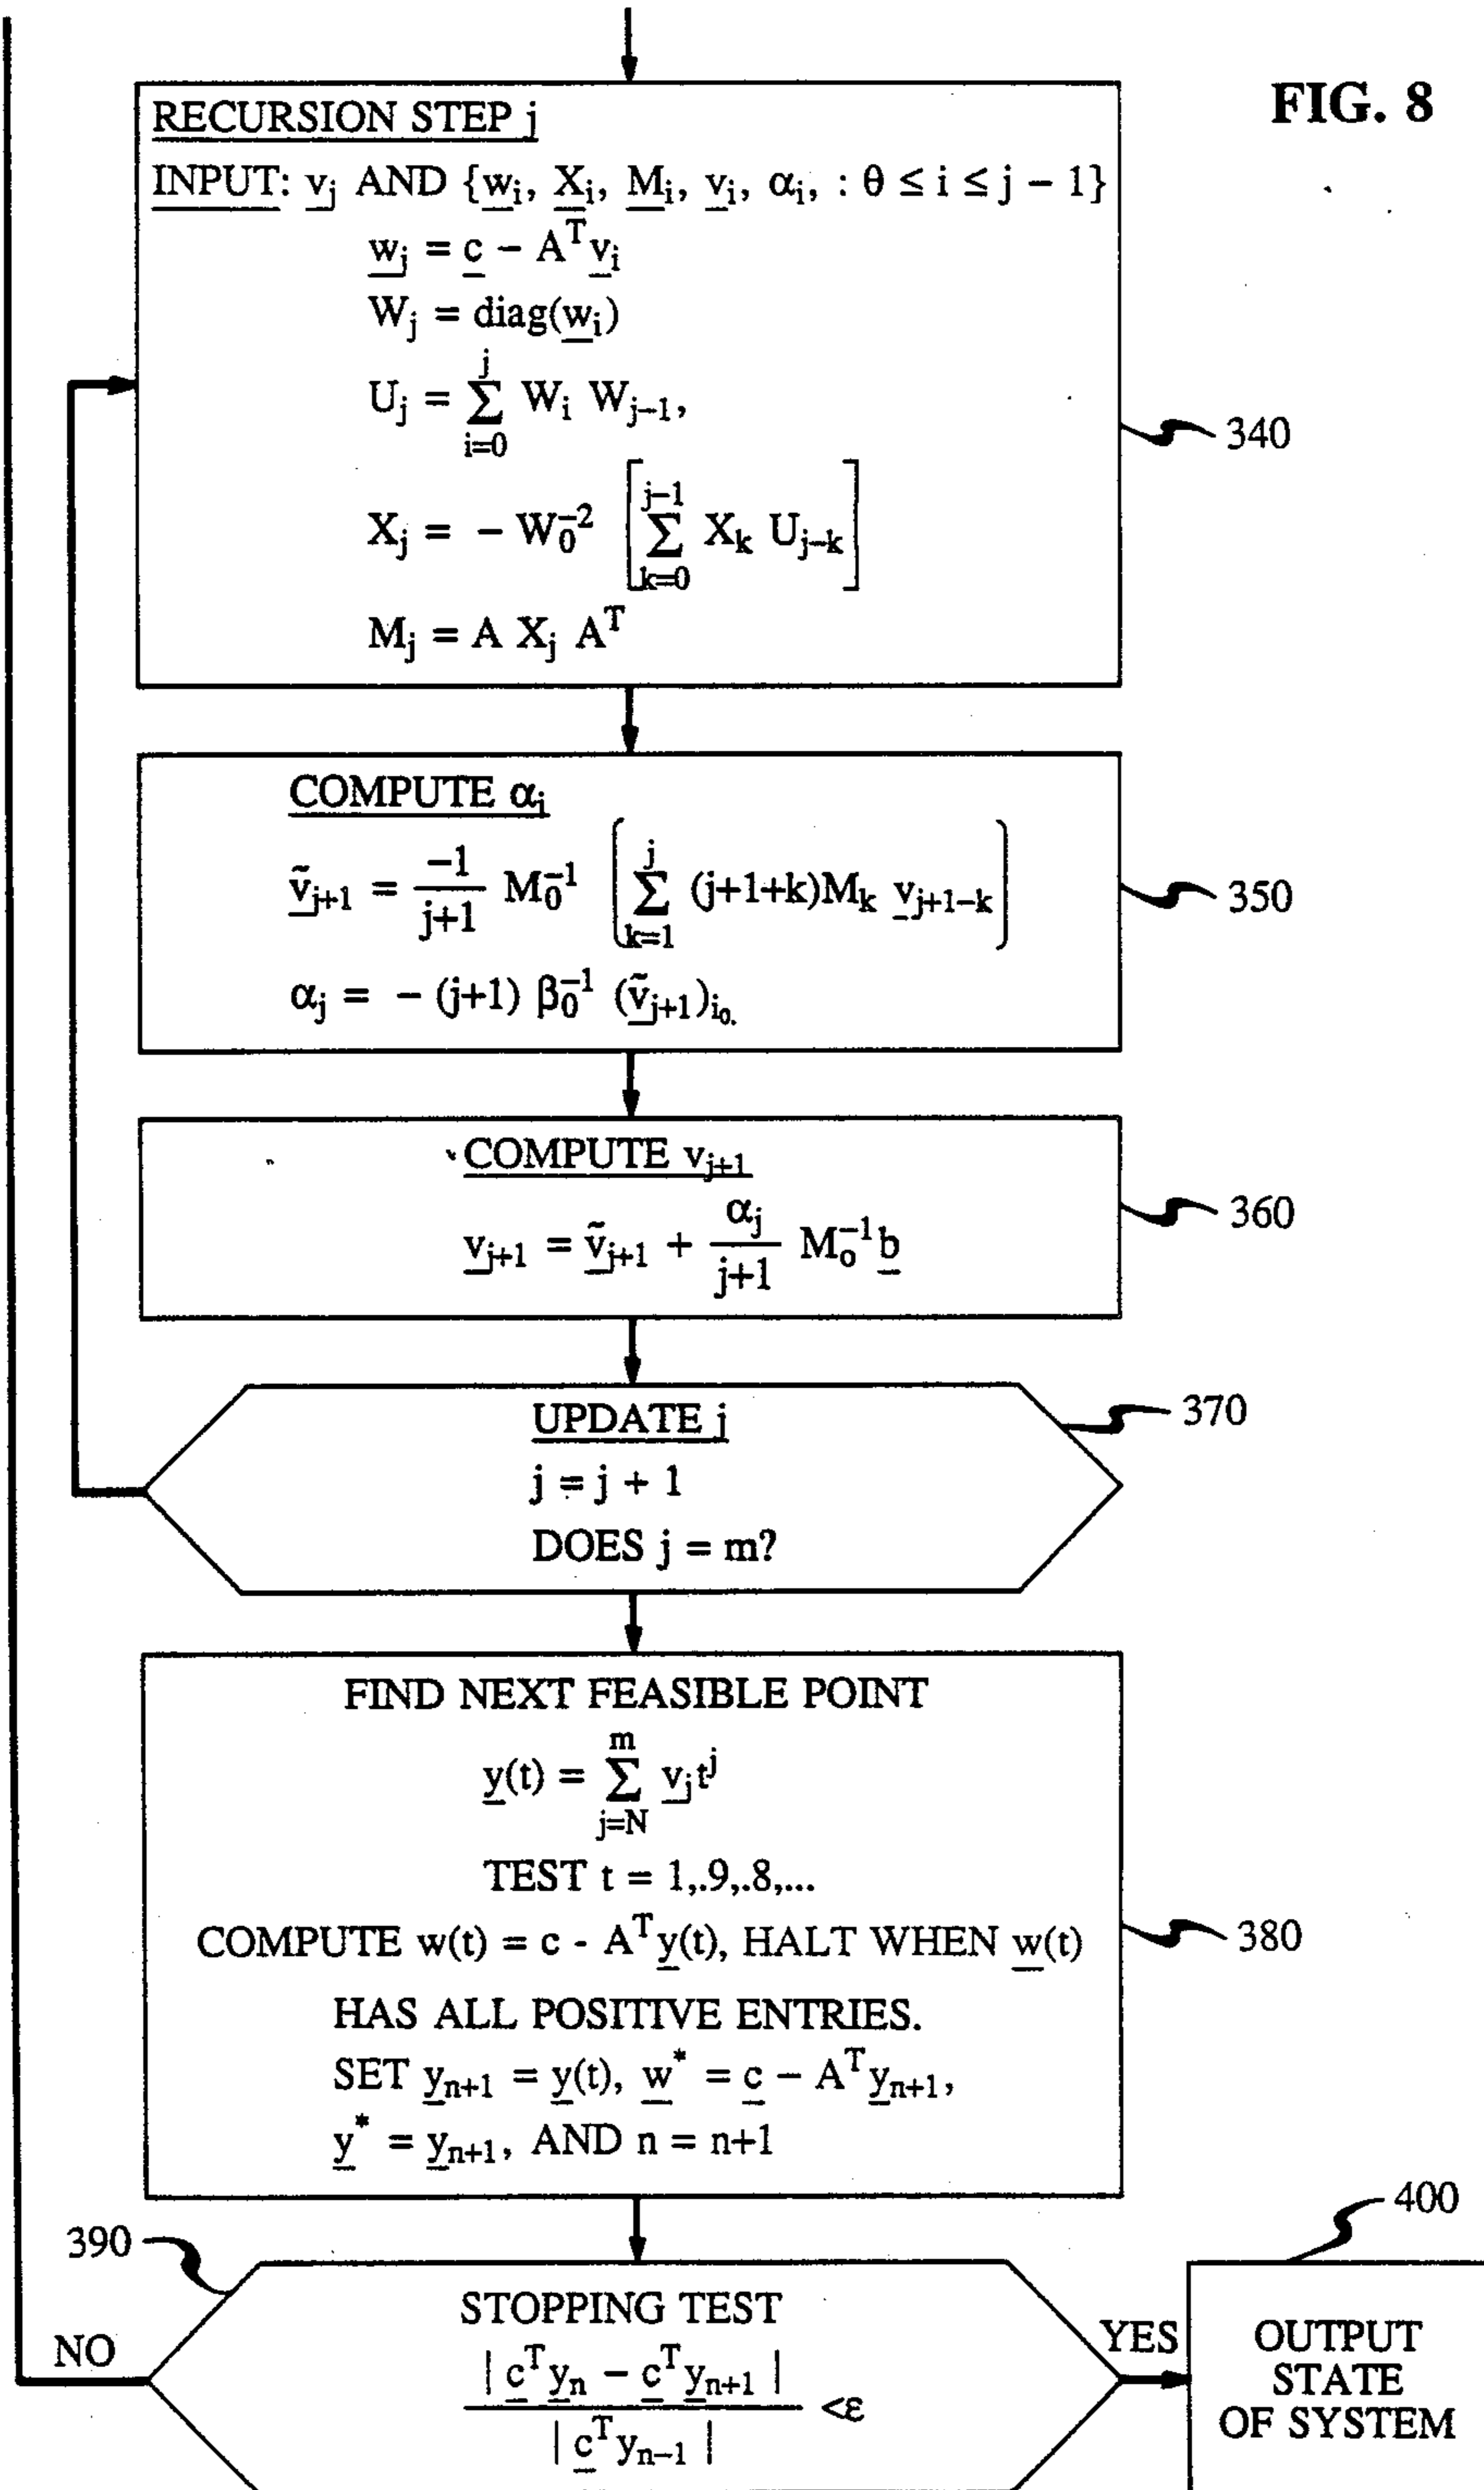 FIG. 8
RECURSION STEP j
INPUT: v_j AND {w_i, X_i, M_i, v_i, α_i, : θ ≤ i ≤ j − 1}
w_j = c − A^T v_i
W_j = diag(w_i)
U_j = Σ_{i=0}^{j} W_i W_{j−1},
X_j = − W_0^{−2} [Σ_{k=0}^{j−1} X_k U_{j−k}]
M_j = A X_j A^T
340
COMPUTE α_i
ṽ_{j+1} = −1/(j+1) M_0^{−1} (Σ_{k=1}^{j} (j+1+k)M_k v_{j+1−k})
α_j = − (j+1) β_0^{−1} (ṽ_{j+1})_{i_0.}
350
COMPUTE v_{j+1}
v_{j+1} = ṽ_{j+1} + α_j/(j+1) M_o^{−1} b
360
UPDATE j
j = j + 1
DOES j = m?
370
FIND NEXT FEASIBLE POINT
y(t) = Σ_{j=N}^{m} v_j t^j
TEST t = 1,.9,.8,...
COMPUTE w(t) = c - A^T y(t), HALT WHEN w(t)
HAS ALL POSITIVE ENTRIES.
SET y_{n+1} = y(t), w^* = c − A^T y_{n+1},
y^* = y_{n+1}, AND n = n+1
380
390
STOPPING TEST
| c^T y_n − c^T y_{n+1} | / | c^T y_{n−1} | <ε
NO
YES
400
OUTPUT
STATE
OF SYSTEM